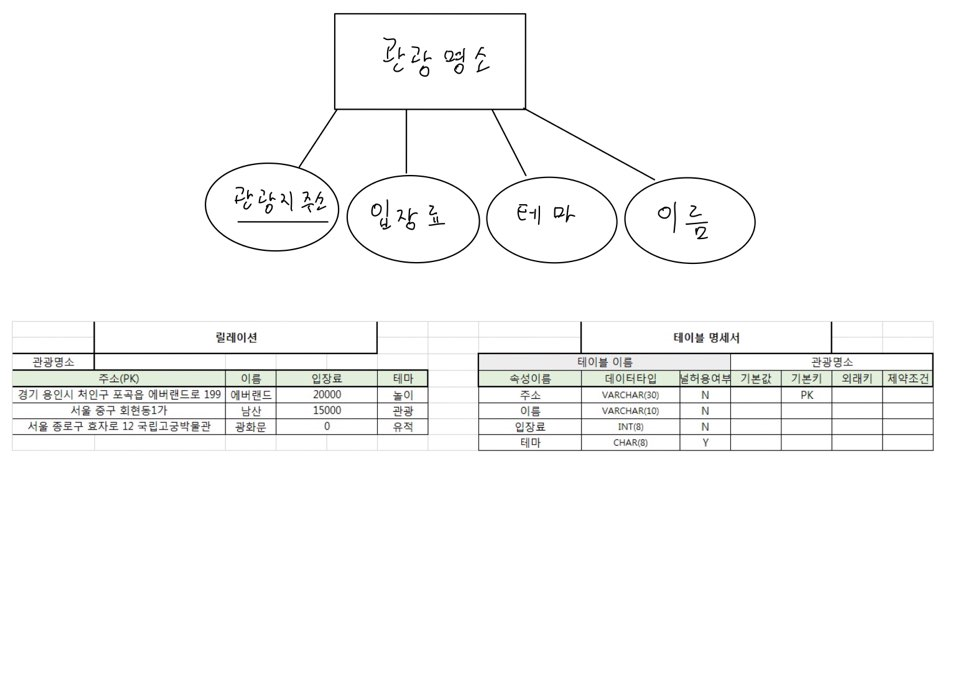 관광명소
관광지주소 입장료 테마 이름
릴레이션
관광명소
주소(PK) 이름 입장료 테마
경기 용인시 처인구 포곡읍 에버랜드로 199 에버랜드 20000 놀이
서울 중구 회현동1가 남산 15000 관광
서울 종로구 효자로 12 국립고궁박물관 광화문 0 유적
테이블 명세서
테이블 이름 관광명소
속성이름 데이터타입 널허용여부 기본값 기본키 외래키 제약조건
주소 VARCHAR(30) N PK
이름 VARCHAR(10) N
입장료 INT(8) N
테마 CHAR(8) Y